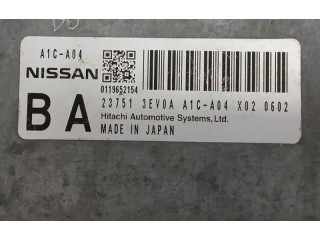 A1C-A04
NISSAN
0119652154
BA
23751 3EV0A A1C-A04 X02 0602
Hitachi Automotive Systems, Ltd.
MADE IN JAPAN